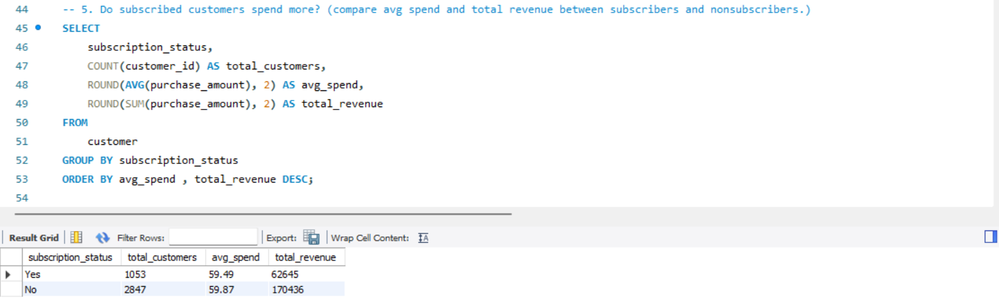 44 -- 5. Do subscribed customers spend more? (compare avg spend and total revenue between subscribers and nonsubscribers.)
45 SELECT
46 subscription_status,
47 COUNT(customer_id) AS total_customers,
48 ROUND(AVG(purchase_amount), 2) AS avg_spend,
49 ROUND(SUM(purchase_amount), 2) AS total_revenue
50 FROM
51 customer
52 GROUP BY subscription_status
53 ORDER BY avg_spend , total_revenue DESC;
54
Result Grid Filter Rows: Export: Wrap Cell Content: IA
subscription_status total_customers avg_spend total_revenue
Yes 1053 59.49 62645
No 2847 59.87 170436